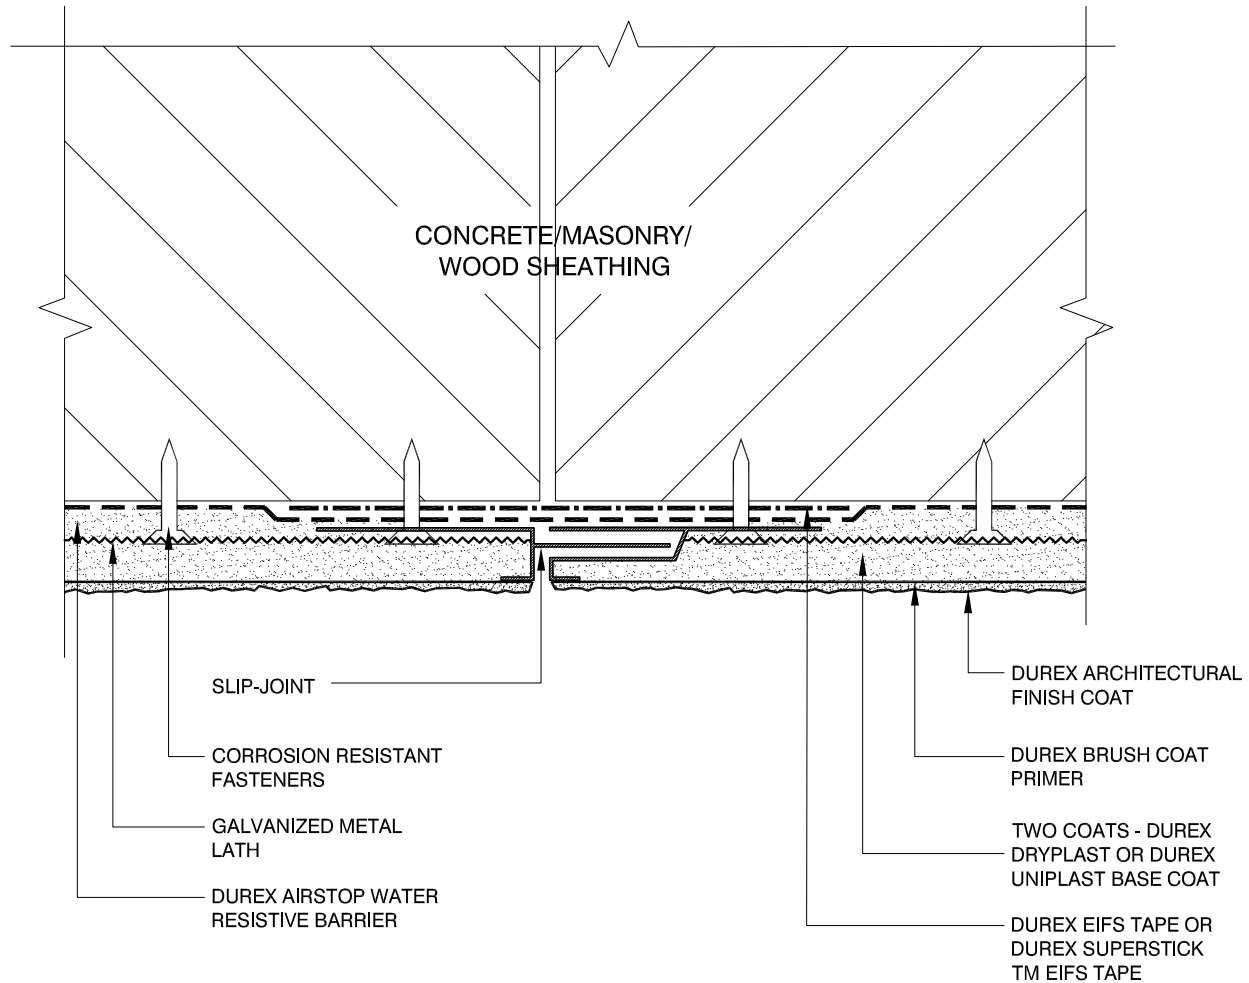 CONCRETE/MASONRY/
WOOD SHEATHING
SLIP-JOINT
CORROSION RESISTANT
FASTENERS
GALVANIZED METAL
LATH
DUREX AIRSTOP WATER
RESISTIVE BARRIER
DUREX ARCHITECTURAL
FINISH COAT
DUREX BRUSH COAT
PRIMER
TWO COATS - DUREX
DRYPLAST OR DUREX
UNIPLAST BASE COAT
DUREX EIFS TAPE OR
DUREX SUPERSTICK
TM EIFS TAPE